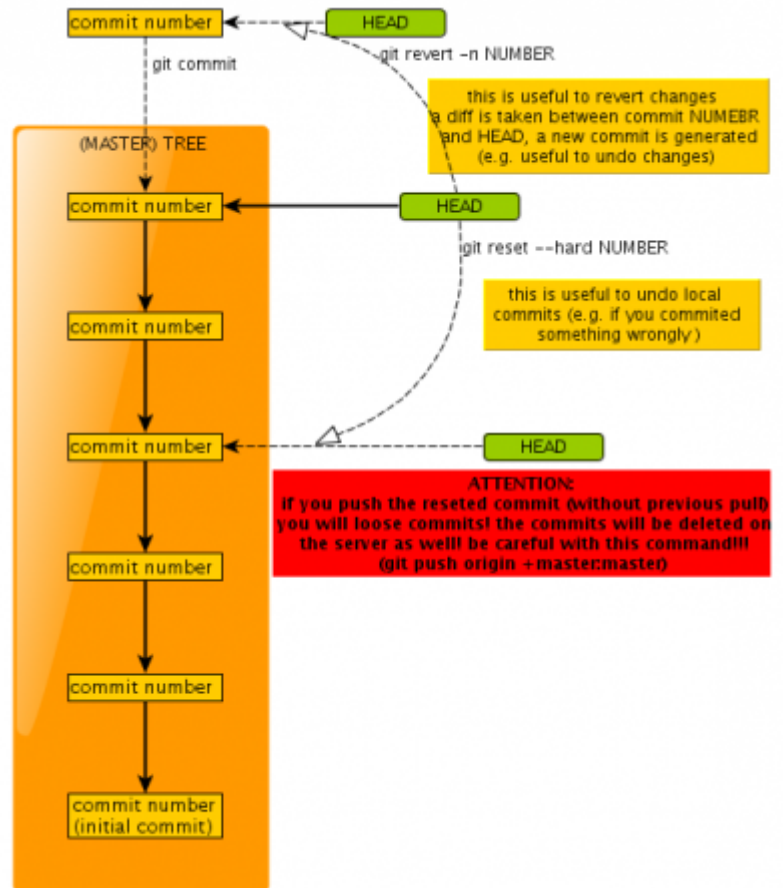 commit number
HEAD
git commit
git revert -n NUMBER
this is useful to revert changes
a diff is taken between commit NUMEBR
and HEAD, a new commit is generated
(e.g. useful to undo changes)
(MASTER) TREE
commit number
HEAD
git reset --hard NUMBER
this is useful to undo local
commits (e.g. if you commited
something wrongly )
commit number
commit number
HEAD
ATTENTION:
if you push the reseted commit (without previous pull)
you will loose commits! the commits will be deleted on
the server as well! be careful with this command!!!
(git push origin +master:master)
commit number
commit number
commit number
(initial commit)